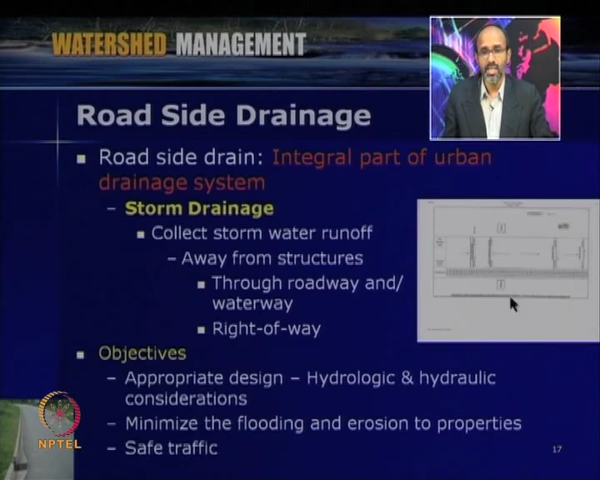 WATERSHED MANAGEMENT
Road Side Drainage
Road side drain: Integral part of urban
drainage system
– Storm Drainage
Collect storm water runoff
– Away from structures
Through roadway and/
waterway
Right-of-way
Objectives
– Appropriate design – Hydrologic & hydraulic
considerations
– Minimize the flooding and erosion to properties
– Safe traffic
NPTEL
17